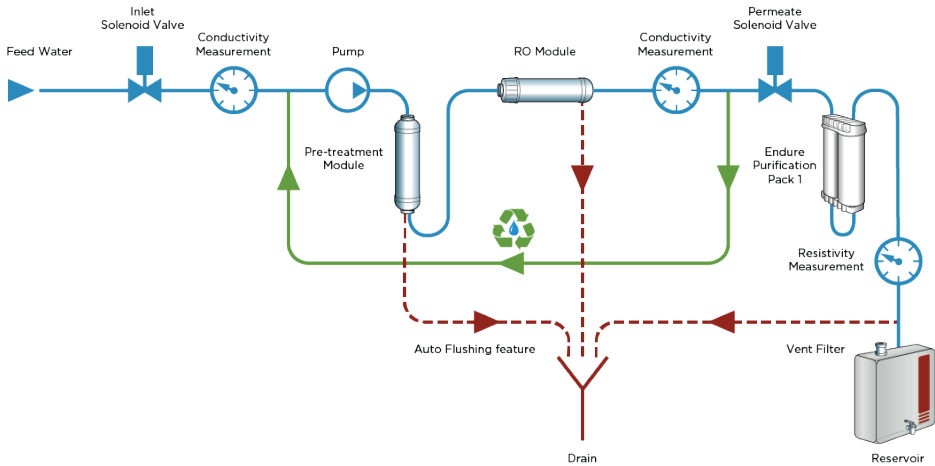 Inlet
Solenoid Valve
Permeate
Solenoid Valve
Feed Water
Conductivity
Measurement
Pump
RO Module
Conductivity
Measurement
Pre-treatment
Module
Endure
Purification
Pack 1
Resistivity
Measurement
Auto Flushing feature
Vent Filter
Drain
Reservoir